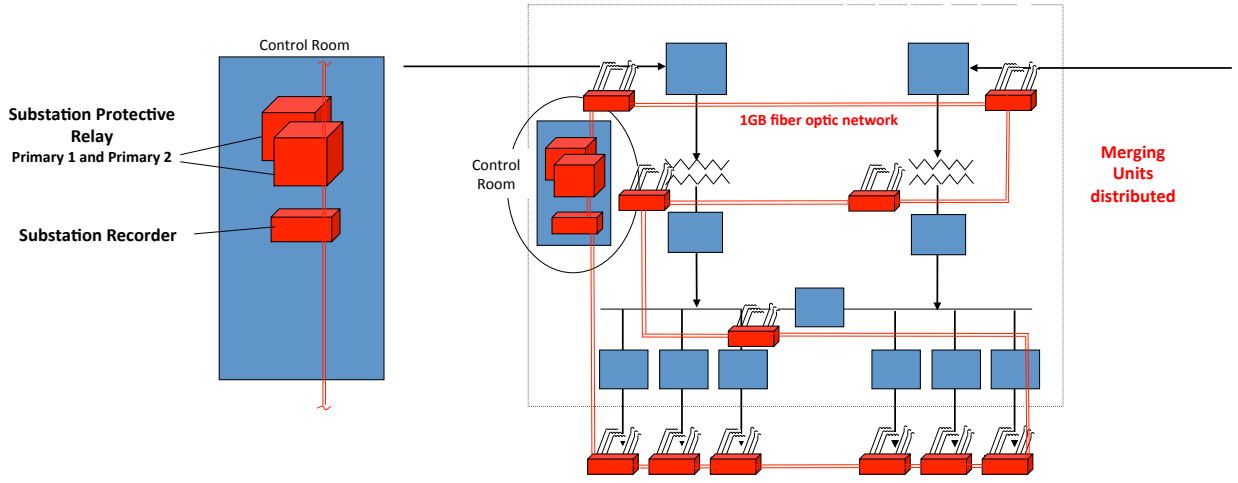 Control Room
Substation Protective
Relay
Primary 1 and Primary 2
Substation Recorder
1GB fiber optic network
Control
Room
Merging
Units
distributed